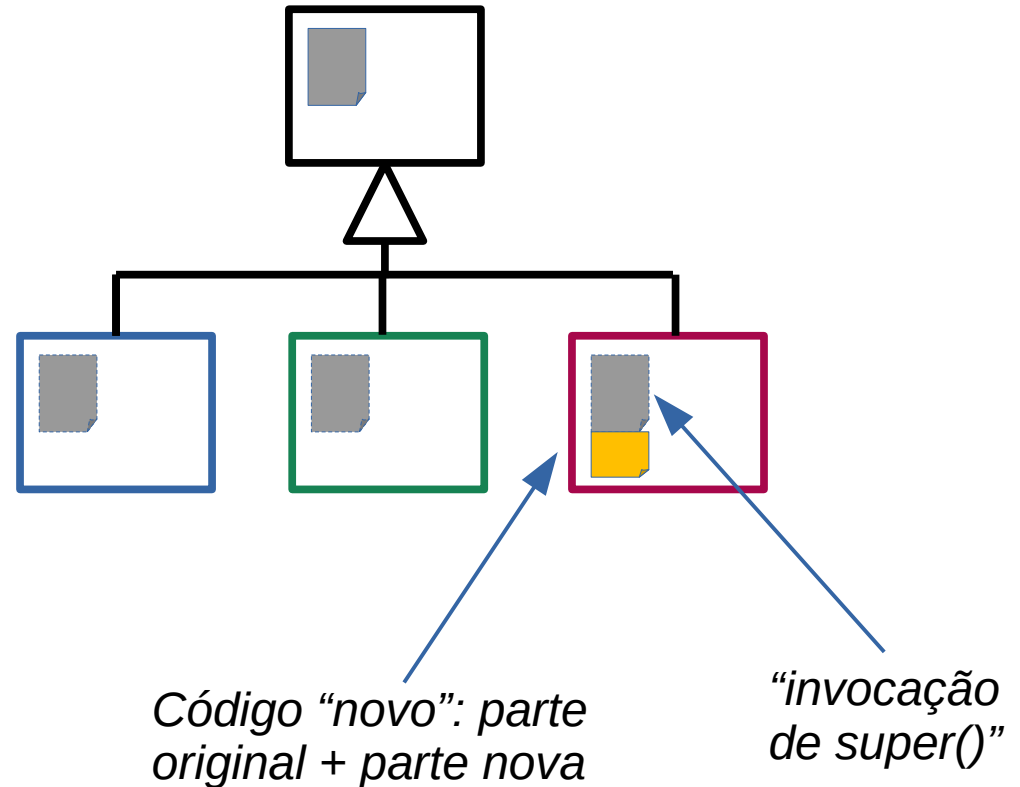 Código “novo”: parte
original + parte nova
“invocação
de super()”